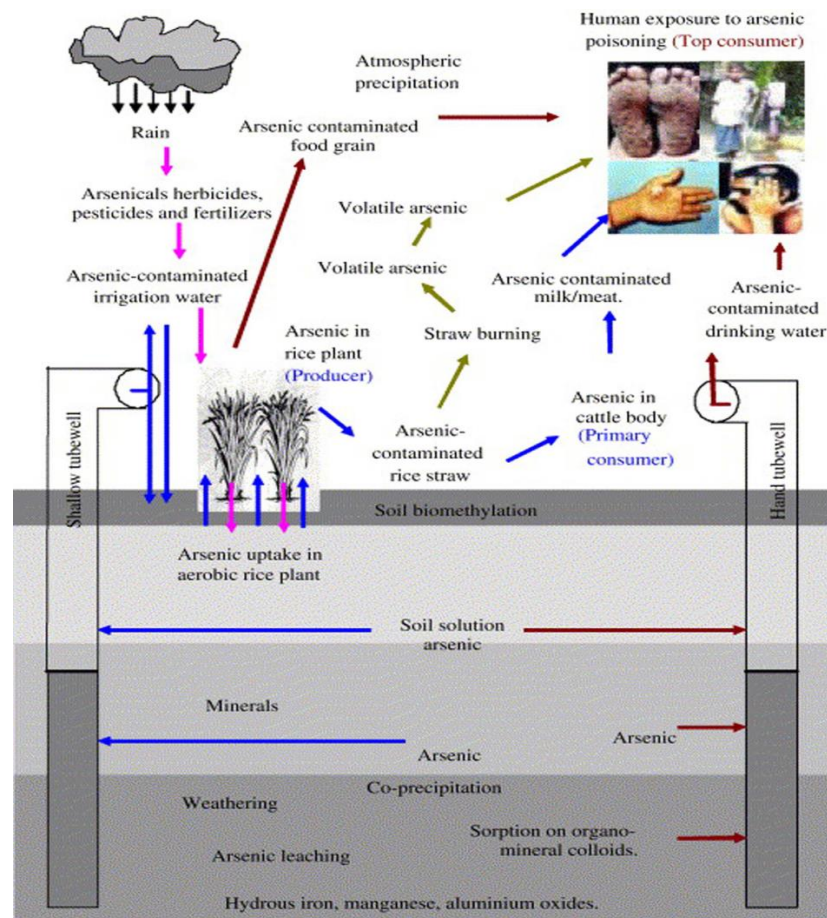 Human exposure to arsenic
poisoning (Top consumer)
Atmospheric
precipitation
Rain
Arsenic contaminated
food grain
Arsenicals herbicides,
pesticides and fertilizers
Volatile arsenic
Arsenic-contaminated
irrigation water
Volatile arsenic
Arsenic contaminated
milk/meat.
Arsenic-
contaminated
drinking water
Arsenic in
rice plant
(Producer)
Straw burning
Arsenic in
cattle body
(Primary
consumer)
Arsenic-
contaminated
rice straw
Shallow tubewell
Hand tubewell
Soil biomethylation
Arsenic uptake in
aerobic rice plant
Soil solution
arsenic
Minerals
Arsenic
Arsenic
Co-precipitation
Weathering
Sorption on organo-
mineral colloids.
Arsenic leaching
Hydrous iron, manganese, aluminium oxides.